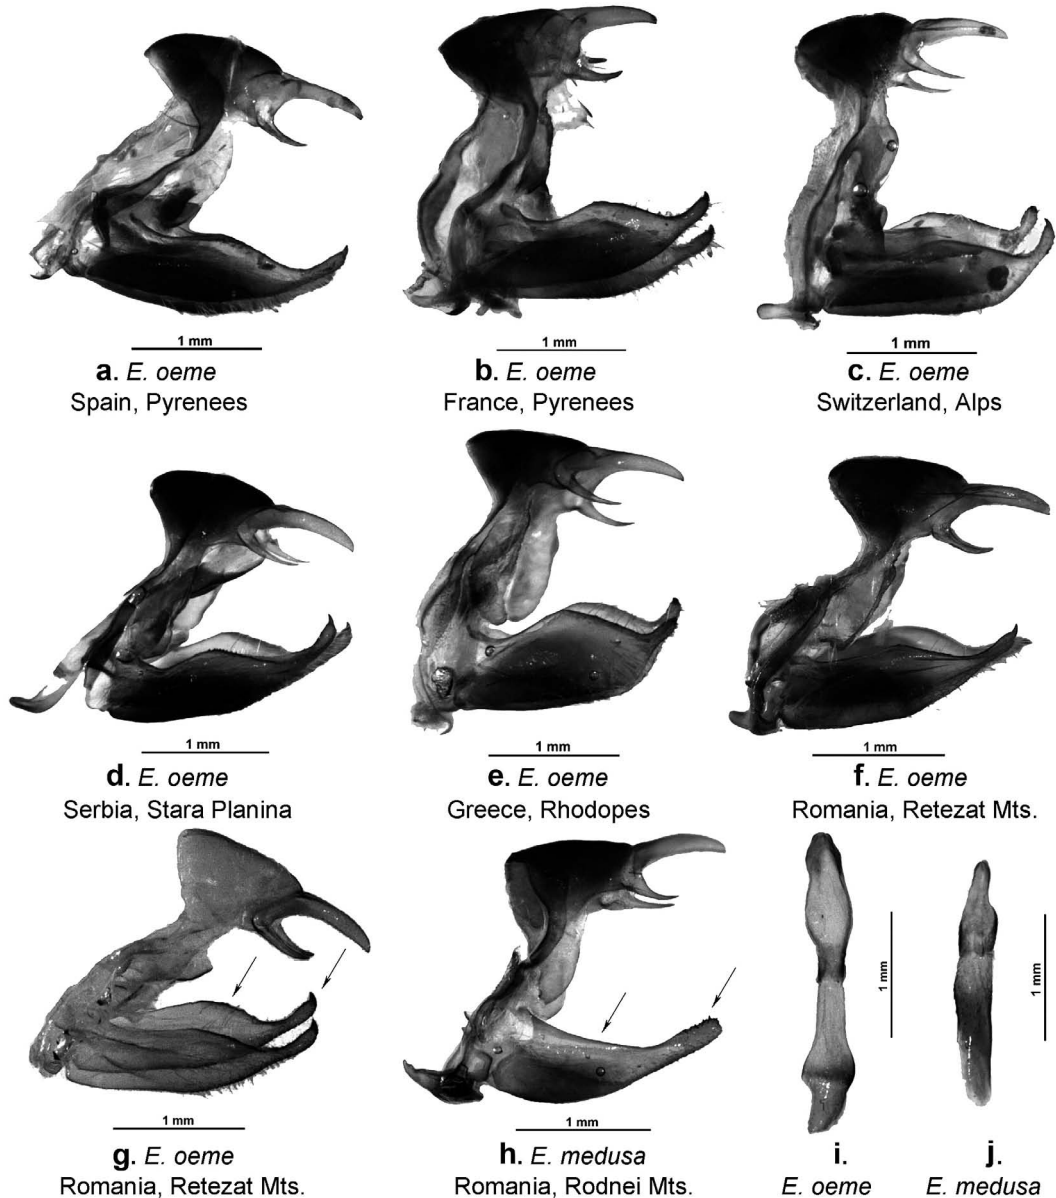 1 mm
1 mm
1 mm
a. E. oeme
Spain, Pyrenees
b. E. oeme
France, Pyrenees
c. E. oeme
Switzerland, Alps
1 mm
1 mm
1 mm
d. E. oeme
Serbia, Stara Planina
e. E. oeme
Greece, Rhodopes
f. E. oeme
Romania, Retezat Mts.
1 mm
1 mm
1 mm
1 mm
g. E. oeme
Romania, Retezat Mts.
h. E. medusa
Romania, Rodnei Mts.
i.
E. oeme
j.
E. medusa